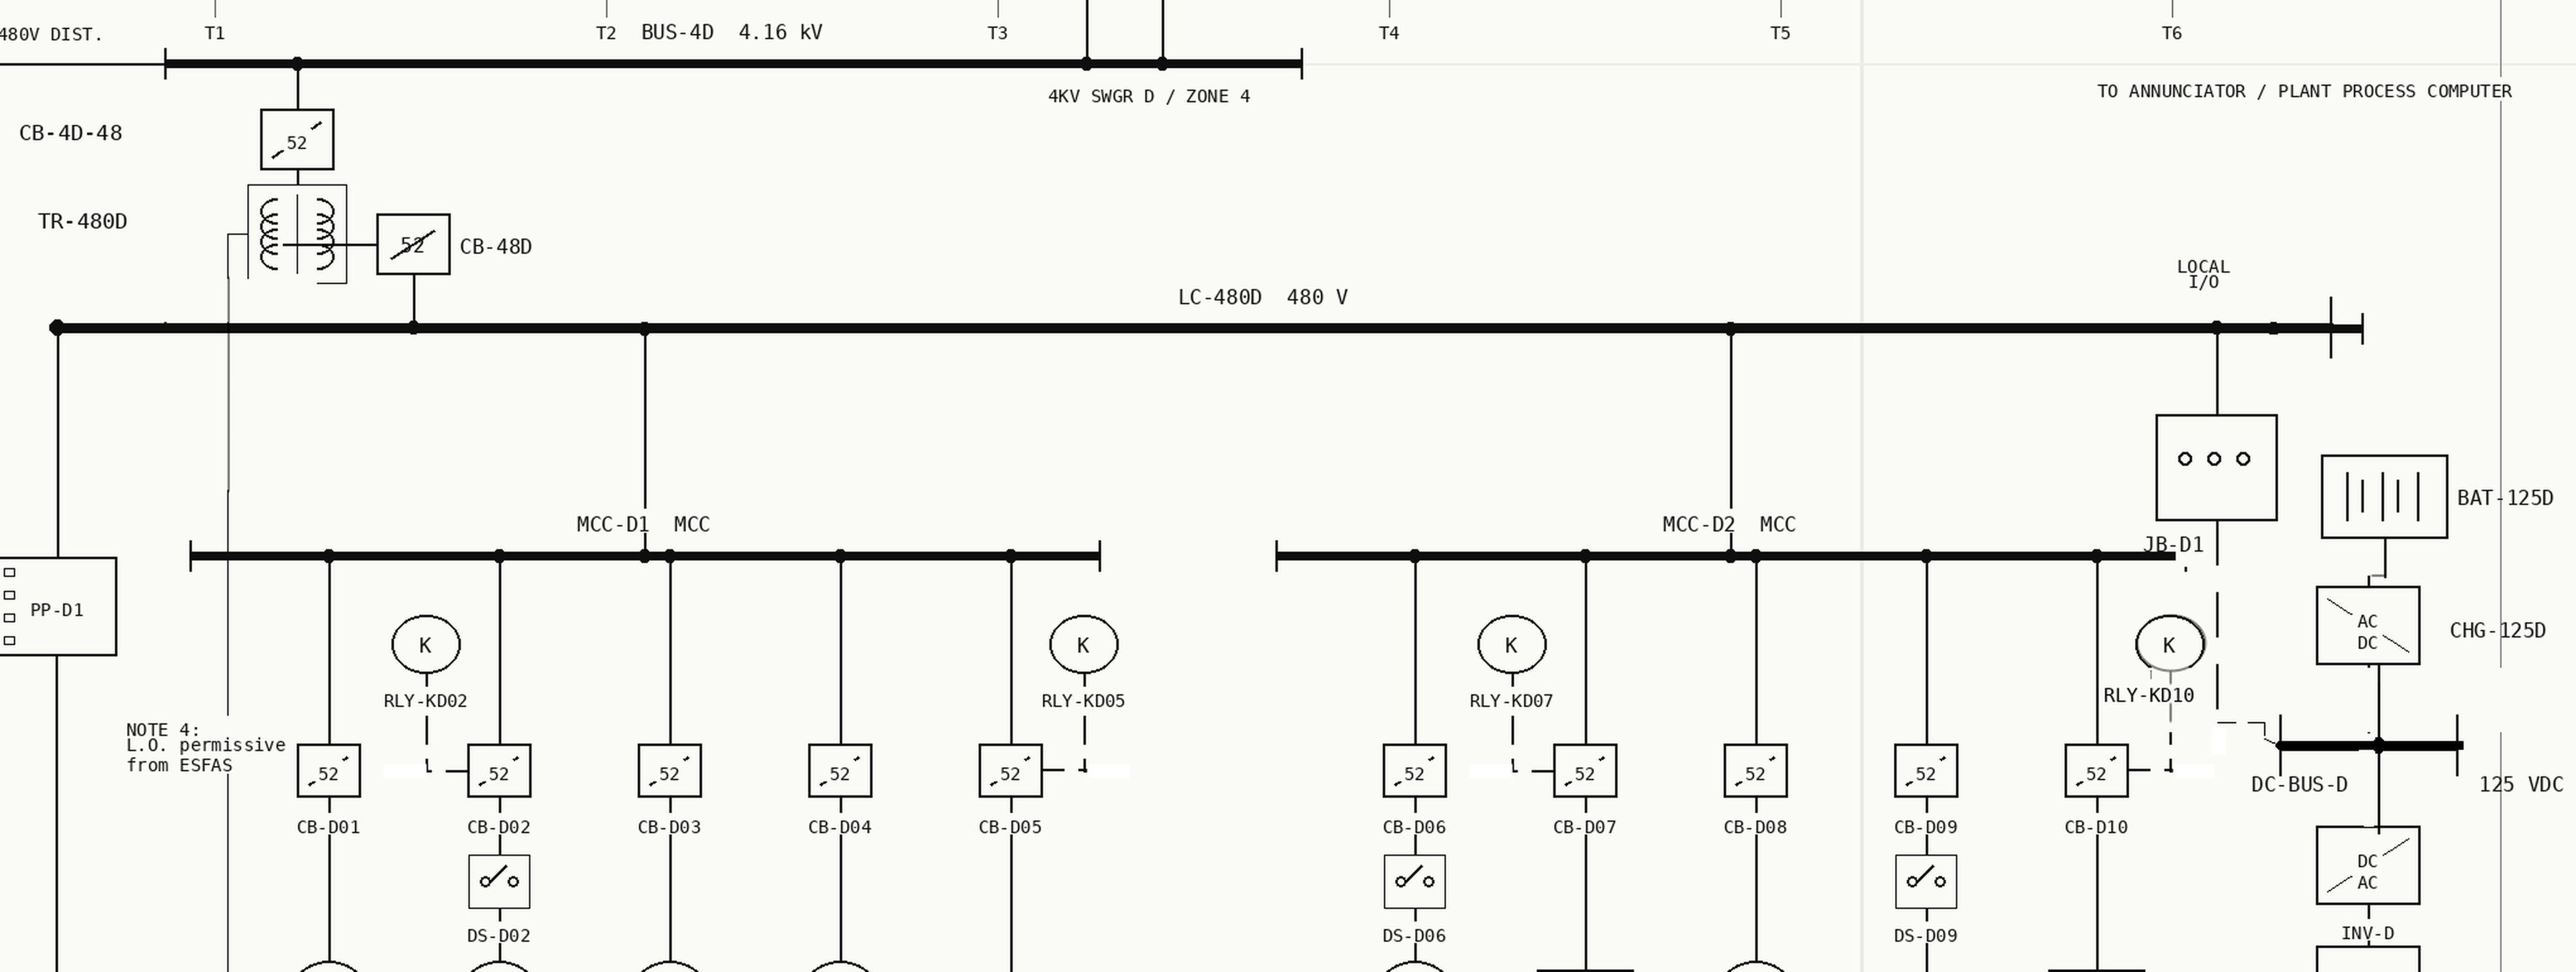 480V DIST.
T1
T2
BUS-4D 4.16 kV
T3
T4
T5
T6
4KV SWGR D / ZONE 4
TO ANNUNCIATOR / PLANT PROCESS COMPUTER
CB-4D-48
52
TR-480D
52
CB-48D
LOCAL
I/O
LC-480D 480 V
BAT-125D
MCC-D1 MCC
MCC-D2 MCC
JB-D1
PP-D1
K
K
K
K
AC
DC
CHG-125D
RLY-KD02
RLY-KD05
RLY-KD07
RLY-KD10
NOTE 4:
L.O. permissive
from ESFAS
52
52
52
52
52
52
52
52
52
52
DC-BUS-D
125 VDC
CB-D01
CB-D02
CB-D03
CB-D04
CB-D05
CB-D06
CB-D07
CB-D08
CB-D09
CB-D10
DC
AC
DS-D02
DS-D06
DS-D09
INV-D